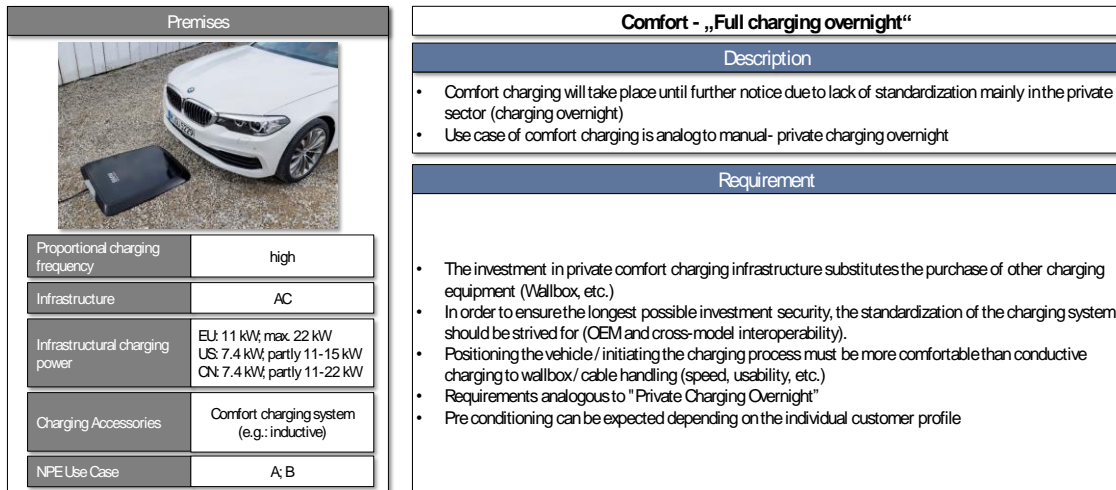 Premises
Proportional charging
frequency
high
Infrastructure
AC
Infrastructural charging
power
EU: 11 kW; max. 22 kW
US: 7.4 kW; partly 11-15 kW
CN: 7.4 kW; partly 11-22 kW
Charging Accessories
Comfort charging system
(e.g.: inductive)
NPE Use Case
A; B
Comfort - „Full charging overnight“
Description
• Comfort charging will take place until further notice due to lack of standardization mainly in the private
sector (charging overnight)
• Use case of comfort charging is analog to manual- private charging overnight
Requirement
• The investment in private comfort charging infrastructure substitutes the purchase of other charging
equipment (Wallbox, etc.)
• In order to ensure the longest possible investment security, the standardization of the charging system
should be strived for (OEM and cross-model interoperability).
• Positioning the vehicle / initiating the charging process must be more comfortable than conductive
charging to wallbox / cable handling (speed, usability, etc.)
• Requirements analogous to "Private Charging Overnight"
• Pre conditioning can be expected depending on the individual customer profile